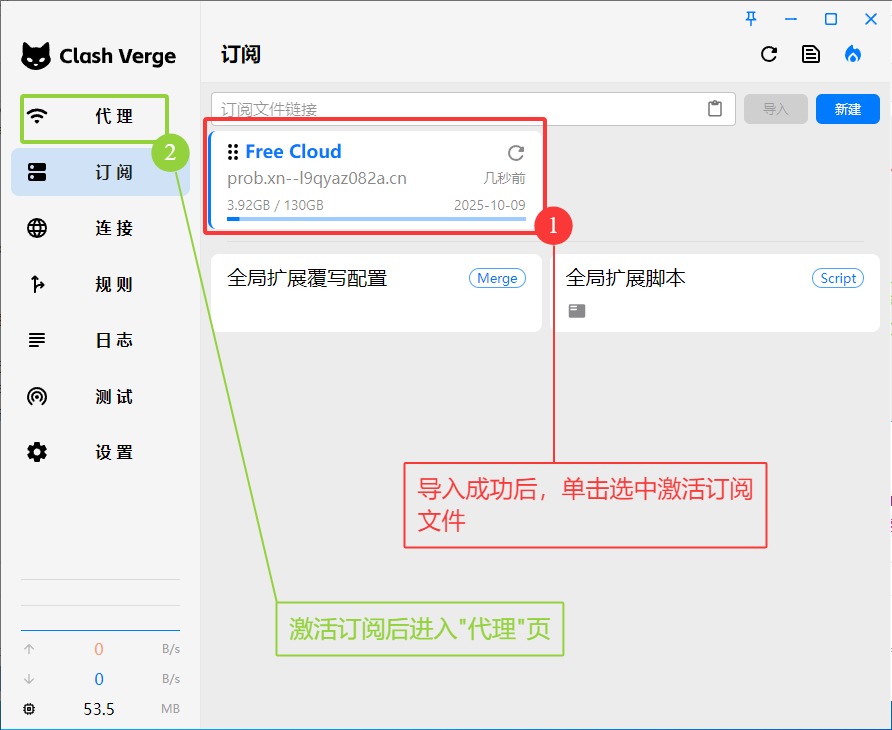 Clash Verge
订阅
代理
订阅文件链接
导入
新建
2
订阅
Free Cloud
prob.xn--l9qyaz082a.cn
几秒前
3.92GB / 130GB
2025-10-09
1
连接
全局扩展覆写配置
Merge
全局扩展脚本
Script
规则
日志
测试
设置
导入成功后，单击选中激活订阅
文件
激活订阅后进入"代理"页
0 B/s
0 B/s
53.5 MB